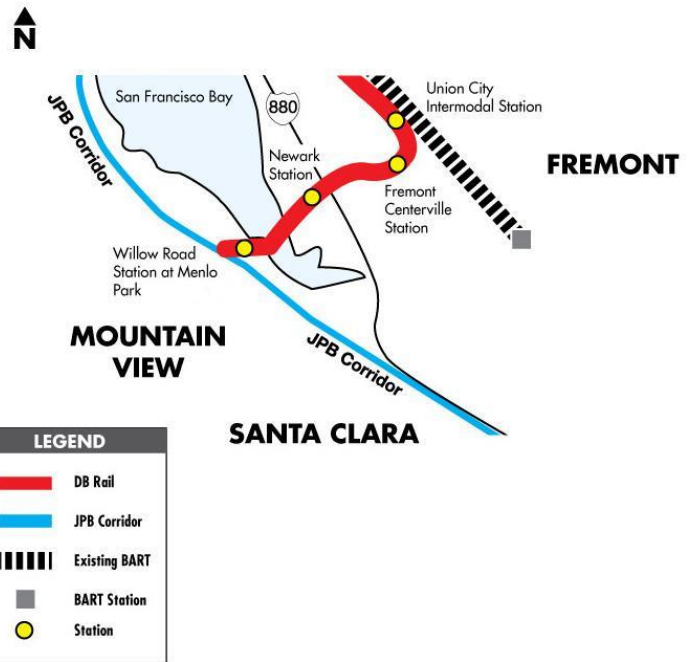 N
San Francisco Bay
880
Union City
Intermodal Station
JPB Corridor
Newark
Station
FREMONT
Fremont
Centerville
Station
Willow Road
Station at Menlo
Park
MOUNTAIN
VIEW
JPB Corridor
SANTA CLARA
LEGEND
DB Rail
JPB Corridor
Existing BART
BART Station
Station